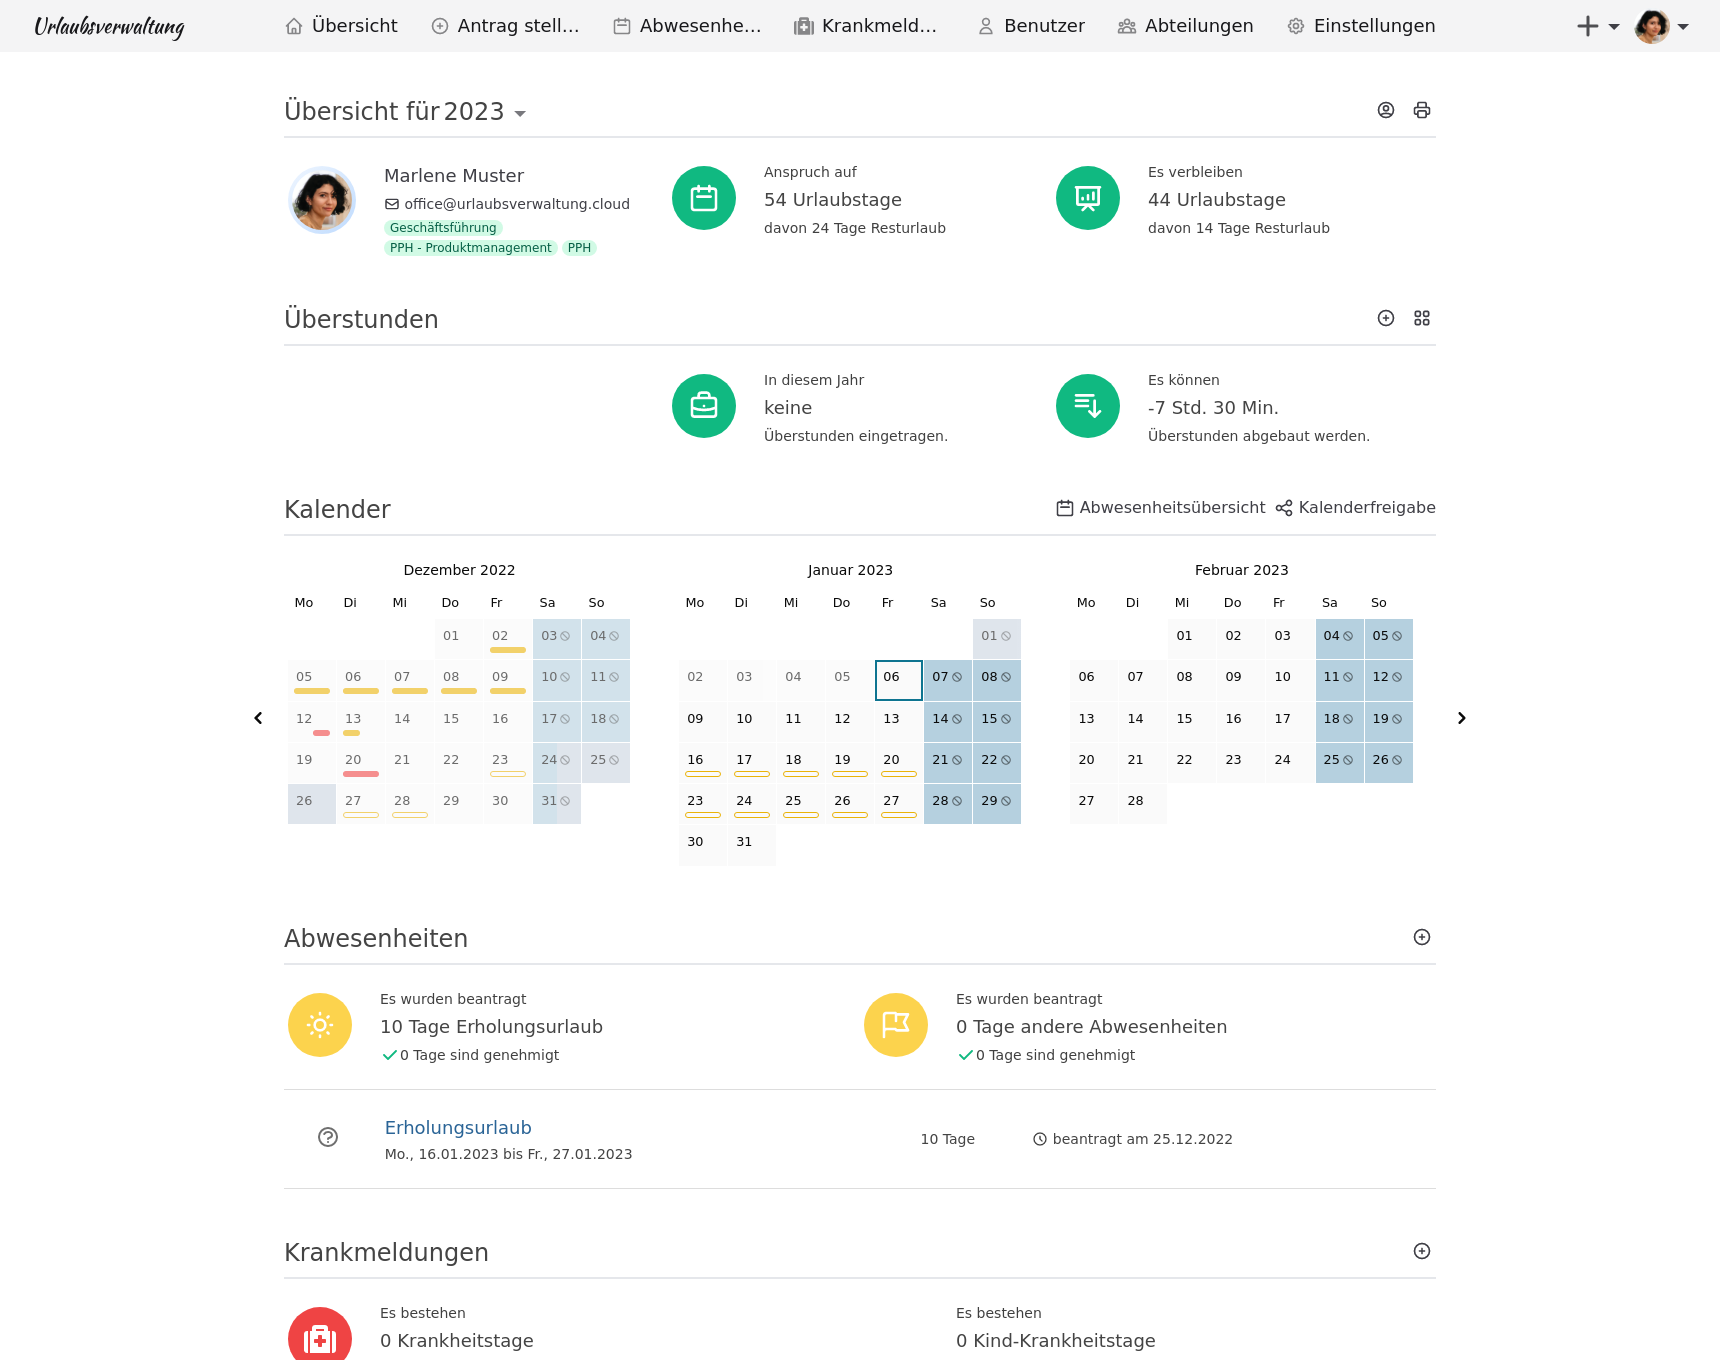 Urlaubsverwaltung
Übersicht
Antrag stell...
Abwesenhe...
Krankmeld...
Benutzer
Abteilungen
Einstellungen
Übersicht für 2023
Marlene Muster
office@urlaubsverwaltung.cloud
Geschäftsführung
PPH - Produktmanagement PPH
Anspruch auf
54 Urlaubstage
davon 24 Tage Resturlaub
Es verbleiben
44 Urlaubstage
davon 14 Tage Resturlaub
Überstunden
In diesem Jahr
keine
Überstunden eingetragen.
Es können
-7 Std. 30 Min.
Überstunden abgebaut werden.
Kalender
Abwesenheitsübersicht
Kalenderfreigabe
Dezember 2022
Mo Di Mi Do Fr Sa So
01 02 03 04
05 06 07 08 09 10 11
12 13 14 15 16 17 18
19 20 21 22 23 24 25
26 27 28 29 30 31
Januar 2023
Mo Di Mi Do Fr Sa So
01
02 03 04 05 06 07 08
09 10 11 12 13 14 15
16 17 18 19 20 21 22
23 24 25 26 27 28 29
30 31
Februar 2023
Mo Di Mi Do Fr Sa So
01 02 03 04 05
06 07 08 09 10 11 12
13 14 15 16 17 18 19
20 21 22 23 24 25 26
27 28
Abwesenheiten
Es wurden beantragt
10 Tage Erholungsurlaub
0 Tage sind genehmigt
Es wurden beantragt
0 Tage andere Abwesenheiten
0 Tage sind genehmigt
Erholungsurlaub
Mo., 16.01.2023 bis Fr., 27.01.2023
10 Tage
beantragt am 25.12.2022
Krankmeldungen
Es bestehen
0 Krankheitstage
Es bestehen
0 Kind-Krankheitstage